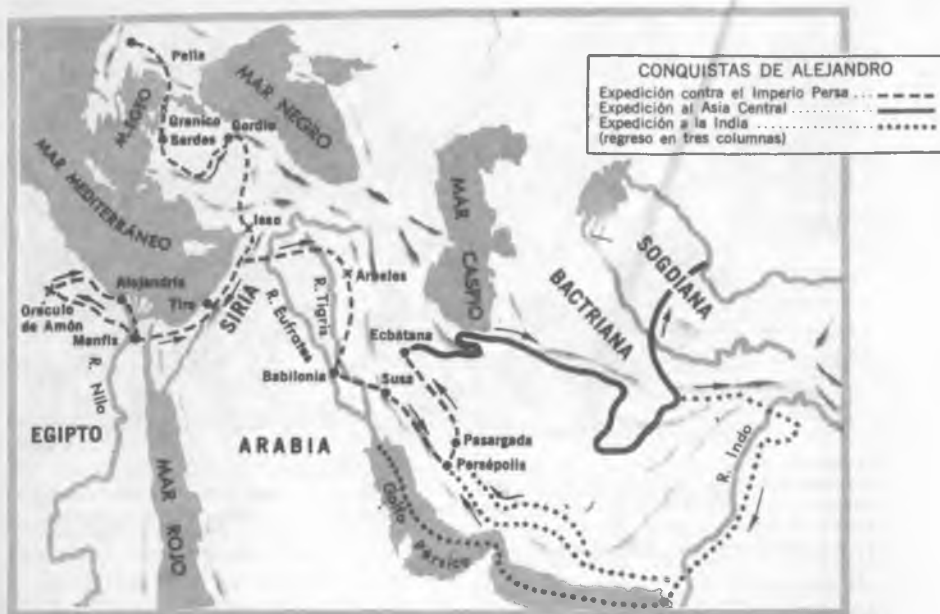 CONQUISTAS DE ALEJANDRO
Expedición contra el Imperio Persa ...
Expedición al Asia Central ...............
Expedición a la India ......................
(regreso en tres columnas)
Pella
MAR NEGRO
M. EGEO
Granico
Sardes
Gordio
MAR MEDITERRÁNEO
MAR CASPIO
Isso
SOGDIANA
BACTRIANA
Alejandría
Arbelas
Tiro
SIRIA
R. Tigris
R. Eufrates
Oráculo
de Amón
Menfis
Ecbátana
R. Nilo
Babilonia
Susa
EGIPTO
ARABIA
Pasargada
Persépolis
R. Indo
MAR ROJO
Golfo
Pérsico